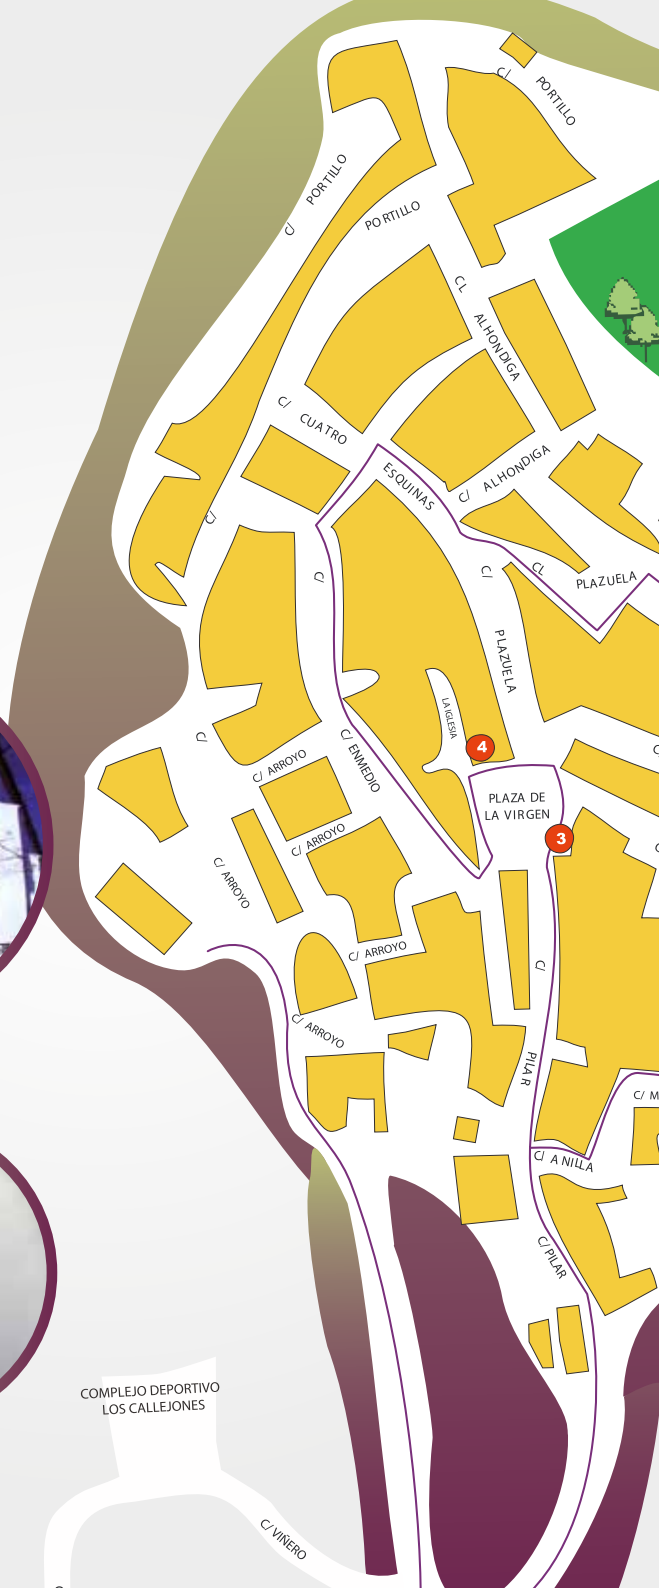 C/ PORTILLO
C/ PORTILLO
PORTILLO
CL ALHONDIGA
C/ CUATRO
ESQUINAS
C/ ALHONDIGA
C/
C/
C/ PLAZUELA
CL PLAZUELA
LA IGLESIA
4
C/
C/ ENMEDIO
C/ ARROYO
PLAZA DE
LA VIRGEN
3
C/ ARROYO
C/ ARROYO
C/ ARROYO
C/ PILAR
C/ ARROYO
C/ M
C/ ANILLA
C/ PILAR
COMPLEJO DEPORTIVO
LOS CALLEJONES
C/ VIÑERO